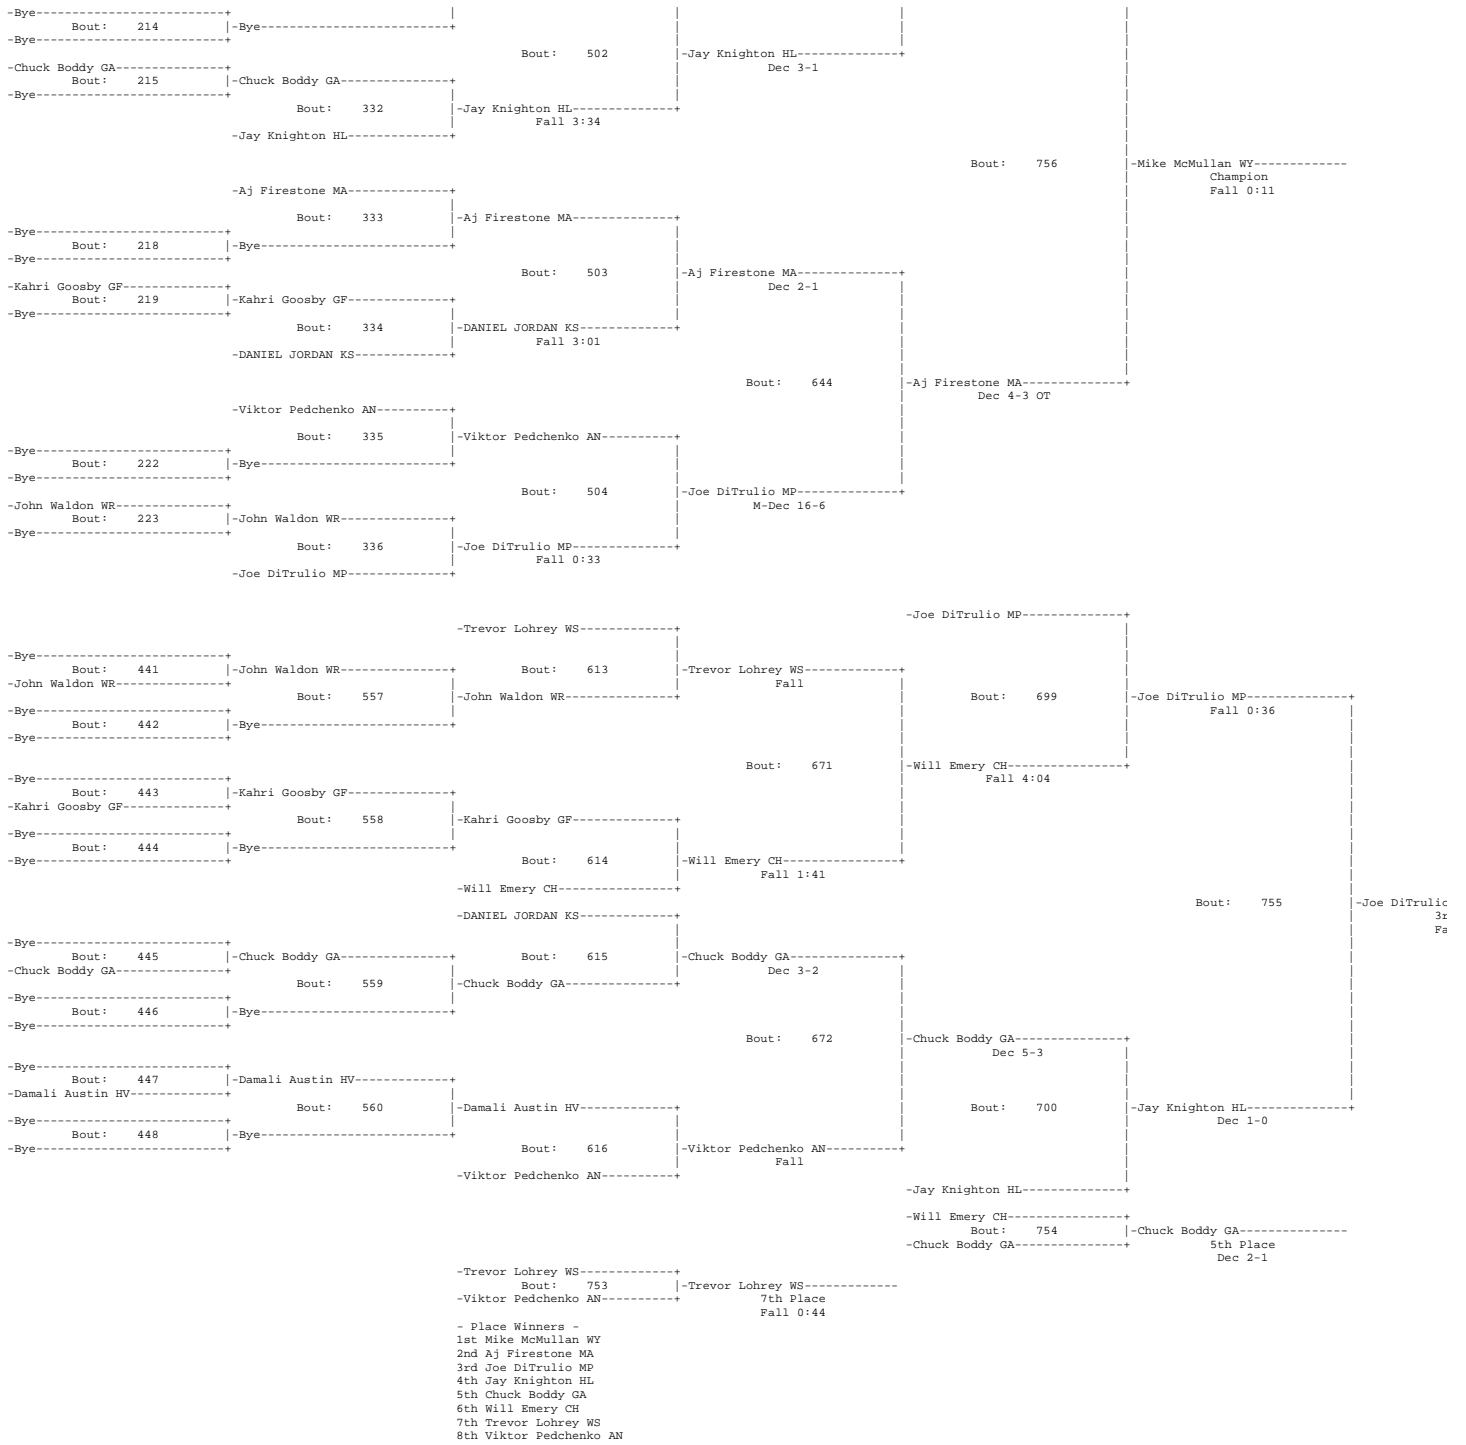 -Bye--------------------------+
Bout: 214 |-Bye--------------------------+
-Bye--------------------------+
Bout: 502 |-Jay Knighton HL--------------+
-Chuck Boddy GA---------------+ Dec 3-1
Bout: 215 |-Chuck Boddy GA---------------+
-Bye--------------------------+
Bout: 332 |-Jay Knighton HL--------------+
Fall 3:34
-Jay Knighton HL--------------+
Bout: 756 |-Mike McMullan WY-------------
Champion
-Aj Firestone MA--------------+ Fall 0:11
Bout: 333 |-Aj Firestone MA--------------+
-Bye--------------------------+
Bout: 218 |-Bye--------------------------+
-Bye--------------------------+
Bout: 503 |-Aj Firestone MA--------------+
-Kahri Goosby GF--------------+ Dec 2-1
Bout: 219 |-Kahri Goosby GF--------------+
-Bye--------------------------+
Bout: 334 |-DANIEL JORDAN KS-------------+
Fall 3:01
-DANIEL JORDAN KS-------------+
Bout: 644 |-Aj Firestone MA--------------+
Dec 4-3 OT
-Viktor Pedchenko AN----------+
Bout: 335 |-Viktor Pedchenko AN----------+
-Bye--------------------------+
Bout: 222 |-Bye--------------------------+
-Bye--------------------------+
Bout: 504 |-Joe DiTrulio MP--------------+
-John Waldon WR---------------+ M-Dec 16-6
Bout: 223 |-John Waldon WR---------------+
-Bye--------------------------+
Bout: 336 |-Joe DiTrulio MP--------------+
Fall 0:33
-Joe DiTrulio MP--------------+
-Joe DiTrulio MP--------------+
-Trevor Lohrey WS-------------+
-Bye--------------------------+
Bout: 441 |-John Waldon WR---------------+ Bout: 613 |-Trevor Lohrey WS-------------+
-John Waldon WR---------------+ Fall
Bout: 557 |-John Waldon WR---------------+ Bout: 699 |-Joe DiTrulio MP--------------+
-Bye--------------------------+ Fall 0:36
Bout: 442 |-Bye--------------------------+
-Bye--------------------------+
Bout: 671 |-Will Emery CH----------------+
-Bye--------------------------+ Fall 4:04
Bout: 443 |-Kahri Goosby GF--------------+
-Kahri Goosby GF--------------+
Bout: 558 |-Kahri Goosby GF--------------+
-Bye--------------------------+
Bout: 444 |-Bye--------------------------+
-Bye--------------------------+ Bout: 614 |-Will Emery CH----------------+
Fall 1:41
-Will Emery CH----------------+
Bout: 755 |-Joe DiTrulio
-DANIEL JORDAN KS-------------+ 3r
Fa
-Bye--------------------------+
Bout: 445 |-Chuck Boddy GA---------------+ Bout: 615 |-Chuck Boddy GA---------------+
-Chuck Boddy GA---------------+ Dec 3-2
Bout: 559 |-Chuck Boddy GA---------------+
-Bye--------------------------+
Bout: 446 |-Bye--------------------------+
-Bye--------------------------+
Bout: 672 |-Chuck Boddy GA---------------+
Dec 5-3
-Bye--------------------------+
Bout: 447 |-Damali Austin HV-------------+
-Damali Austin HV-------------+
Bout: 560 |-Damali Austin HV-------------+ Bout: 700 |-Jay Knighton HL--------------+
-Bye--------------------------+ Dec 1-0
Bout: 448 |-Bye--------------------------+
-Bye--------------------------+ Bout: 616 |-Viktor Pedchenko AN----------+
Fall
-Viktor Pedchenko AN----------+
-Jay Knighton HL--------------+
-Will Emery CH----------------+
Bout: 754 |-Chuck Boddy GA---------------
-Chuck Boddy GA---------------+ 5th Place
Dec 2-1
-Trevor Lohrey WS-------------+
Bout: 753 |-Trevor Lohrey WS-------------
-Viktor Pedchenko AN----------+ 7th Place
Fall 0:44
- Place Winners -
1st Mike McMullan WY
2nd Aj Firestone MA
3rd Joe DiTrulio MP
4th Jay Knighton HL
5th Chuck Boddy GA
6th Will Emery CH
7th Trevor Lohrey WS
8th Viktor Pedchenko AN